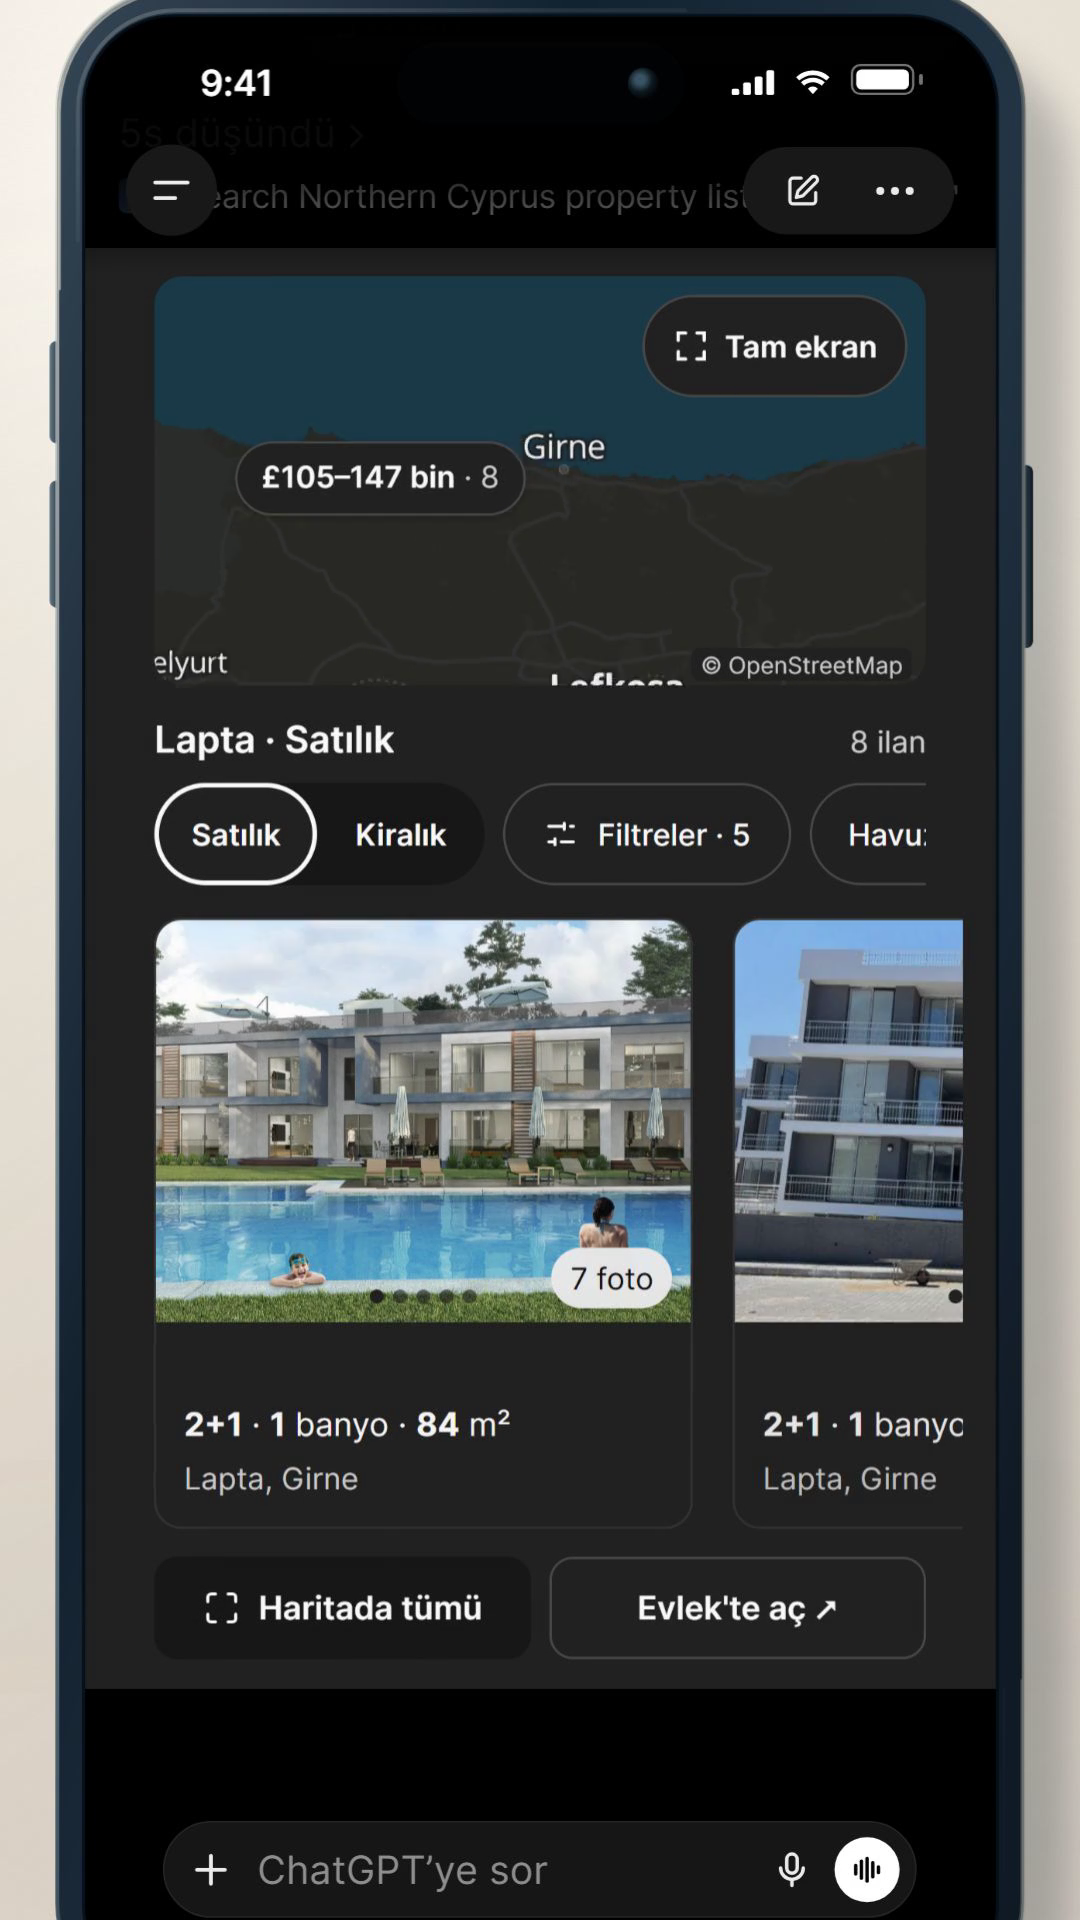 9:41
5s düşündü >
earch Northern Cyprus property list
Tam ekran
Girne
£105–147 bin · 8
elyurt
Lefkoşa
© OpenStreetMap
Lapta · Satılık
8 ilan
Satılık
Kiralık
Filtreler · 5
Havuz
7 foto
2+1 · 1 banyo · 84 m²
Lapta, Girne
2+1 · 1 banyo
Lapta, Girne
Haritada tümü
Evlek'te aç ↗
ChatGPT’ye sor